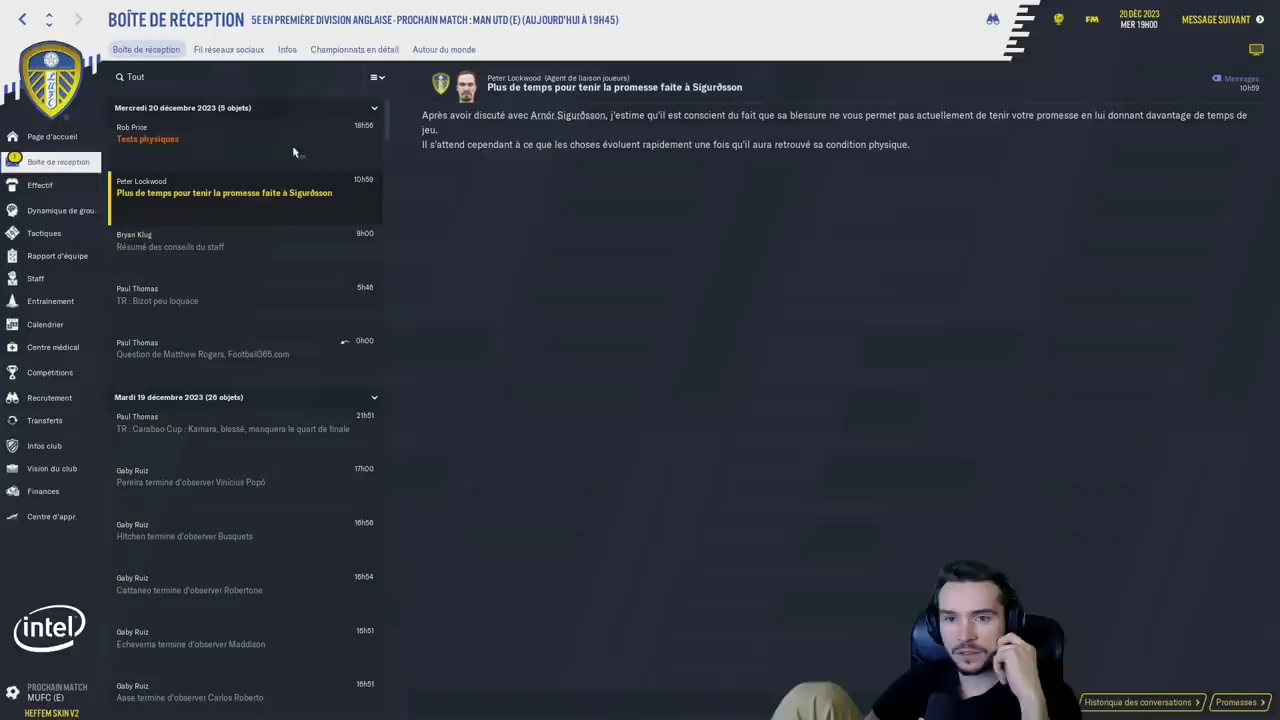 BOÎTE DE RÉCEPTION
5E EN PREMIÈRE DIVISION ANGLAISE · PROCHAIN MATCH : MAN UTD (E) (AUJOURD'HUI À 19H45)
FM
20 DÉC 2023
MER 19H00
MESSAGE SUIVANT
Boîte de réception
Fil réseaux sociaux
Infos
Championnats en détail
Autour du monde
Page d'accueil
Boîte de réception
Effectif
Dynamique de grou...
Tactiques
Rapport d'équipe
Staff
Entraînement
Calendrier
Centre médical
Compétitions
Recrutement
Transferts
Infos club
Vision du club
Finances
Centre d'appr.
intel
PROCHAIN MATCH
MUFC (E)
HEFFEM SKIN V2
Tout
Mercredi 20 décembre 2023 (5 objets)
Rob Price 18h56
Tests physiques
Peter Lockwood 10h59
Plus de temps pour tenir la promesse faite à Sigurðsson
Bryan Klug 9h00
Résumé des conseils du staff
Paul Thomas 5h46
TR : Bizot peu loquace
Paul Thomas 0h00
Question de Matthew Rogers, Football365.com
Mardi 19 décembre 2023 (26 objets)
Paul Thomas 21h51
TR : Carabao Cup : Kamara, blessé, manquera le quart de finale
Gaby Ruiz 17h00
Pereira termine d'observer Vinícius Popó
Gaby Ruiz 16h56
Hitchen termine d'observer Busquets
Gaby Ruiz 16h54
Cattaneo termine d'observer Robertone
Gaby Ruiz 16h51
Echeverria termine d'observer Maddison
Gaby Ruiz 16h51
Aase termine d'observer Carlos Roberto
Peter Lockwood (Agent de liaison joueurs)
Plus de temps pour tenir la promesse faite à Sigurðsson
Messages
10h59
Après avoir discuté avec Arnór Sigurðsson, j'estime qu'il est conscient du fait que sa blessure ne vous permet pas actuellement de tenir votre promesse en lui donnant davantage de temps de
jeu.
Il s'attend cependant à ce que les choses évoluent rapidement une fois qu'il aura retrouvé sa condition physique.
Historique des conversations
Promesses